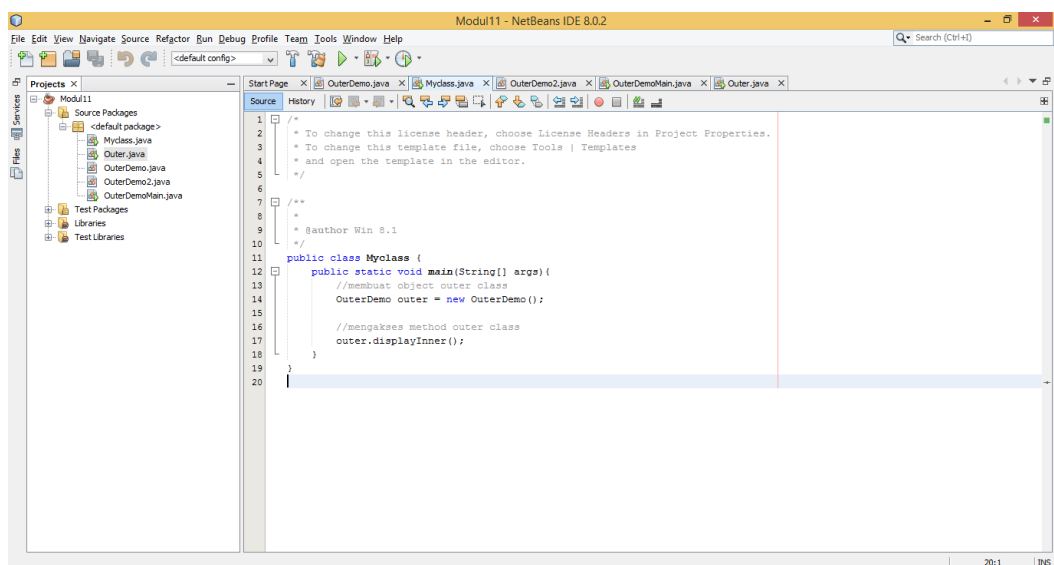 Modul11 - NetBeans IDE 8.0.2
File Edit View Navigate Source Refactor Run Debug Profile Team Tools Window Help
Search (Ctrl+I)
<default config>
Projects
Start Page
OuterDemo.java
Myclass.java
OuterDemo2.java
OuterDemoMain.java
Outer.java
Services
Files
Modul11
Source Packages
<default package>
Myclass.java
Outer.java
OuterDemo.java
OuterDemo2.java
OuterDemoMain.java
Test Packages
Libraries
Test Libraries
Source History
1 /*
2 * To change this license header, choose License Headers in Project Properties.
3 * To change this template file, choose Tools | Templates
4 * and open the template in the editor.
5 */
6
7 /**
8 *
9 * @author Win 8.1
10 */
11 public class Myclass {
12 public static void main(String[] args){
13 //membuat object outer class
14 OuterDemo outer = new OuterDemo();
15
16 //mengakses method outer class
17 outer.displayInner();
18 }
19 }
20
20:1 INS